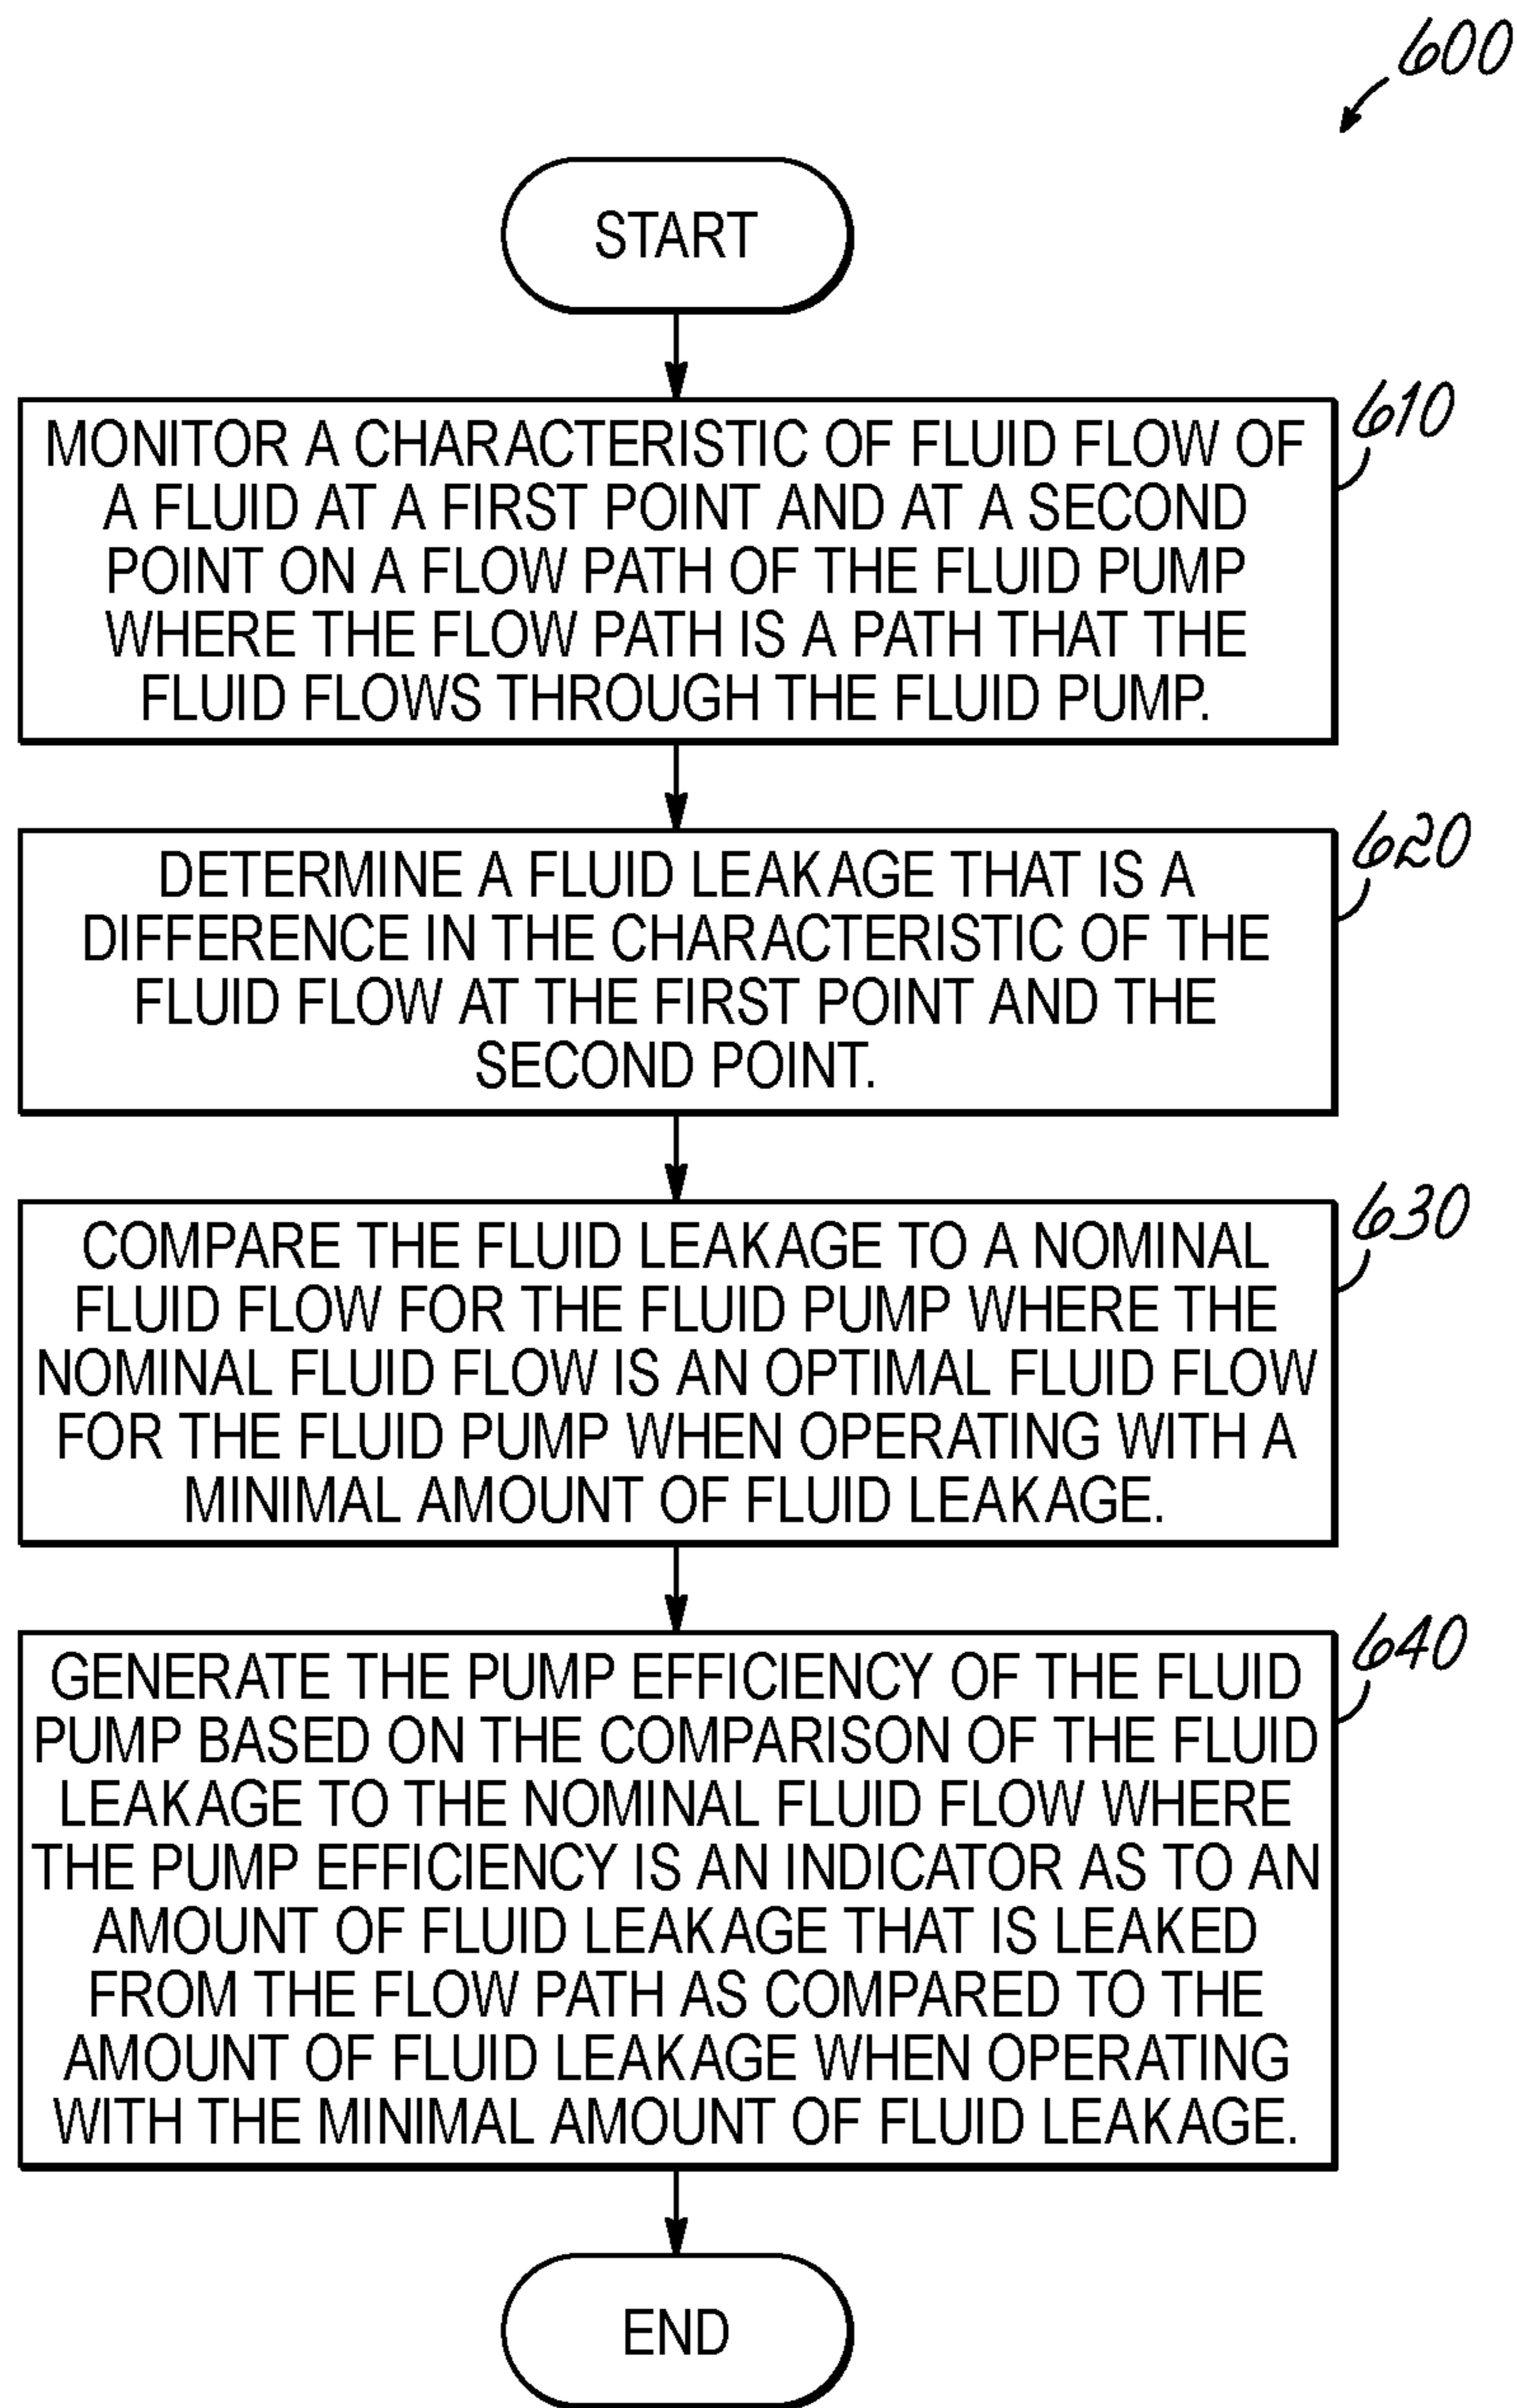 600
START
610
MONITOR A CHARACTERISTIC OF FLUID FLOW OF
A FLUID AT A FIRST POINT AND AT A SECOND
POINT ON A FLOW PATH OF THE FLUID PUMP
WHERE THE FLOW PATH IS A PATH THAT THE
FLUID FLOWS THROUGH THE FLUID PUMP.
620
DETERMINE A FLUID LEAKAGE THAT IS A
DIFFERENCE IN THE CHARACTERISTIC OF THE
FLUID FLOW AT THE FIRST POINT AND THE
SECOND POINT.
630
COMPARE THE FLUID LEAKAGE TO A NOMINAL
FLUID FLOW FOR THE FLUID PUMP WHERE THE
NOMINAL FLUID FLOW IS AN OPTIMAL FLUID FLOW
FOR THE FLUID PUMP WHEN OPERATING WITH A
MINIMAL AMOUNT OF FLUID LEAKAGE.
640
GENERATE THE PUMP EFFICIENCY OF THE FLUID
PUMP BASED ON THE COMPARISON OF THE FLUID
LEAKAGE TO THE NOMINAL FLUID FLOW WHERE
THE PUMP EFFICIENCY IS AN INDICATOR AS TO AN
AMOUNT OF FLUID LEAKAGE THAT IS LEAKED
FROM THE FLOW PATH AS COMPARED TO THE
AMOUNT OF FLUID LEAKAGE WHEN OPERATING
WITH THE MINIMAL AMOUNT OF FLUID LEAKAGE.
END